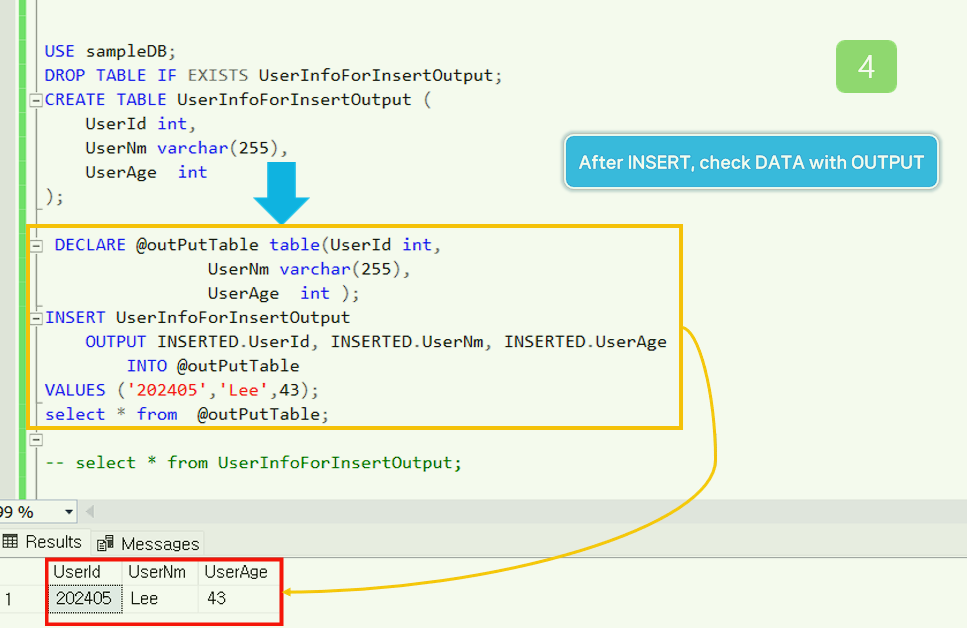 USE sampleDB;
DROP TABLE IF EXISTS UserInfoForInsertOutput;
CREATE TABLE UserInfoForInsertOutput (
UserId int,
UserNm varchar(255),
UserAge  int
);
4
After INSERT, check DATA with OUTPUT
DECLARE @outPutTable table(UserId int,
UserNm varchar(255),
UserAge  int );
INSERT UserInfoForInsertOutput
OUTPUT INSERTED.UserId, INSERTED.UserNm, INSERTED.UserAge
INTO @outPutTable
VALUES ('202405','Lee',43);
select * from  @outPutTable;
-- select * from UserInfoForInsertOutput;
99 %
Results Messages
UserId UserNm UserAge
1 202405 Lee 43